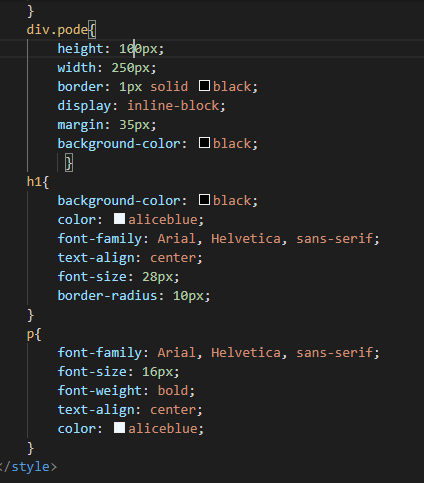 }
div.pode{
height: 100px;
width: 250px;
border: 1px solid black;
display: inline-block;
margin: 35px;
background-color: black;
}
h1{
background-color: black;
color: aliceblue;
font-family: Arial, Helvetica, sans-serif;
text-align: center;
font-size: 28px;
border-radius: 10px;
}
p{
font-family: Arial, Helvetica, sans-serif;
font-size: 16px;
font-weight: bold;
text-align: center;
color: aliceblue;
}
</style>